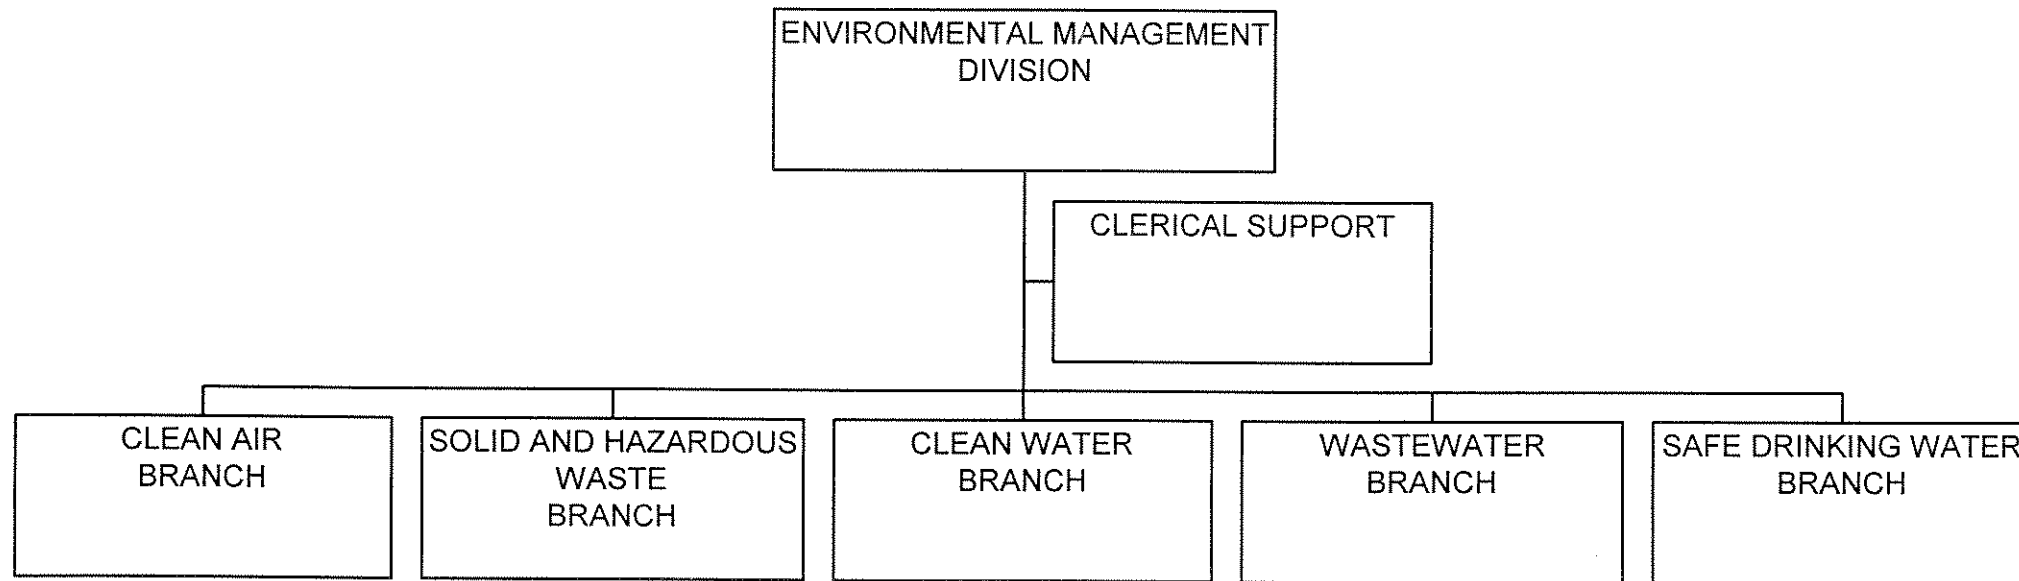 ENVIRONMENTAL MANAGEMENT
DIVISION
CLERICAL SUPPORT
CLEAN AIR
BRANCH
SOLID AND HAZARDOUS
WASTE
BRANCH
CLEAN WATER
BRANCH
WASTEWATER
BRANCH
SAFE DRINKING WATER
BRANCH